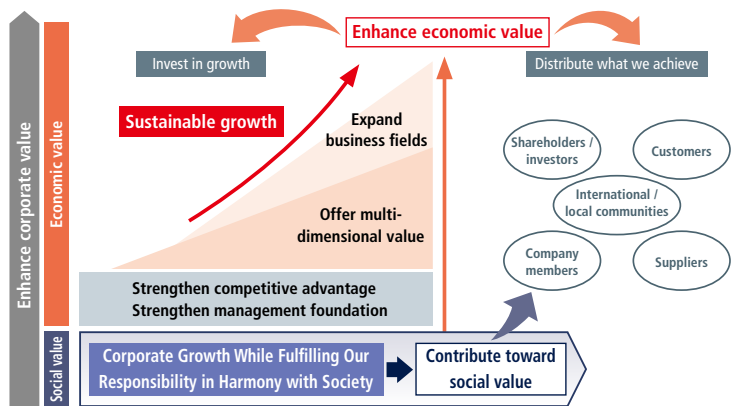 Enhance economic value
Invest in growth
Distribute what we achieve
Enhance corporate value
Economic value
Social value
Sustainable growth
Expand
business fields
Offer multi-
dimensional value
Strengthen competitive advantage
Strengthen management foundation
Shareholders /
investors
Customers
International /
local communities
Company
members
Suppliers
Corporate Growth While Fulfilling Our
Responsibility in Harmony with Society
Contribute toward
social value